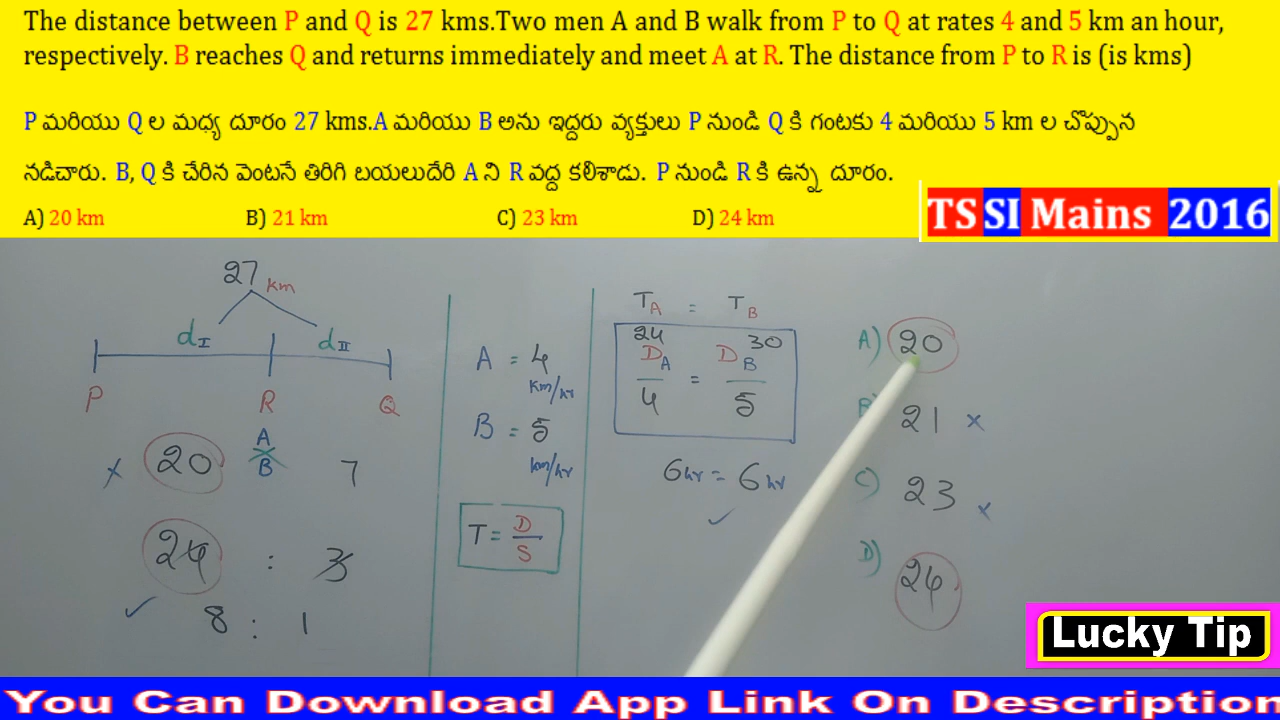 The distance between P and Q is 27 kms.Two men A and B walk from P to Q at rates 4 and 5 km an hour,
respectively. B reaches Q and returns immediately and meet A at R. The distance from P to R is (is kms)
P మరియు Q ల మధ్య దూరం 27 kms.A మరియు B అను ఇద్దరు వ్యక్తులు P నుండి Q కి గంటకు 4 మరియు 5 km ల చొప్పున
నడిచారు. B, Q కి చేరిన వెంటనే తిరిగి బయలుదేరి A ని R వద్ద కలిశాడు. P నుండి R కి ఉన్న దూరం.
A) 20 km B) 21 km C) 23 km D) 24 km
TS SI Mains 2016
27 km
dI dII
P R Q
x 20 A B 7
24 : 3
8 : 1
A = 4
km/hr
B = 5
km/hr
T = D/S
TA = TB
24 30
DA/4 = DB/5
6hr = 6hr
A) 20
B) 21 x
C) 23 x
D) 24
Lucky Tip
You Can Download App Link On Description